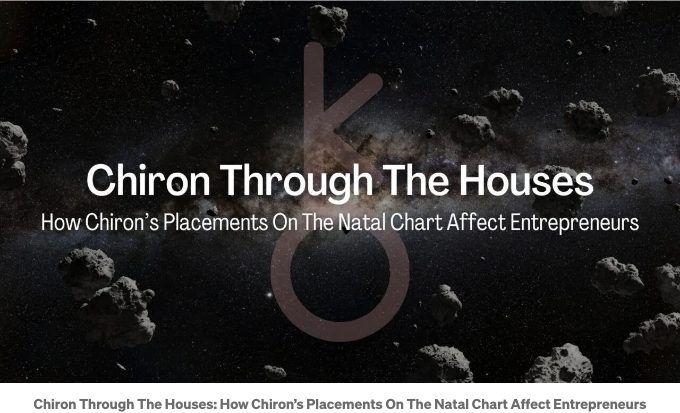 Chiron Through The Houses
How Chiron’s Placements On The Natal Chart Affect Entrepreneurs
Chiron Through The Houses: How Chiron’s Placements On The Natal Chart Affect Entrepreneurs